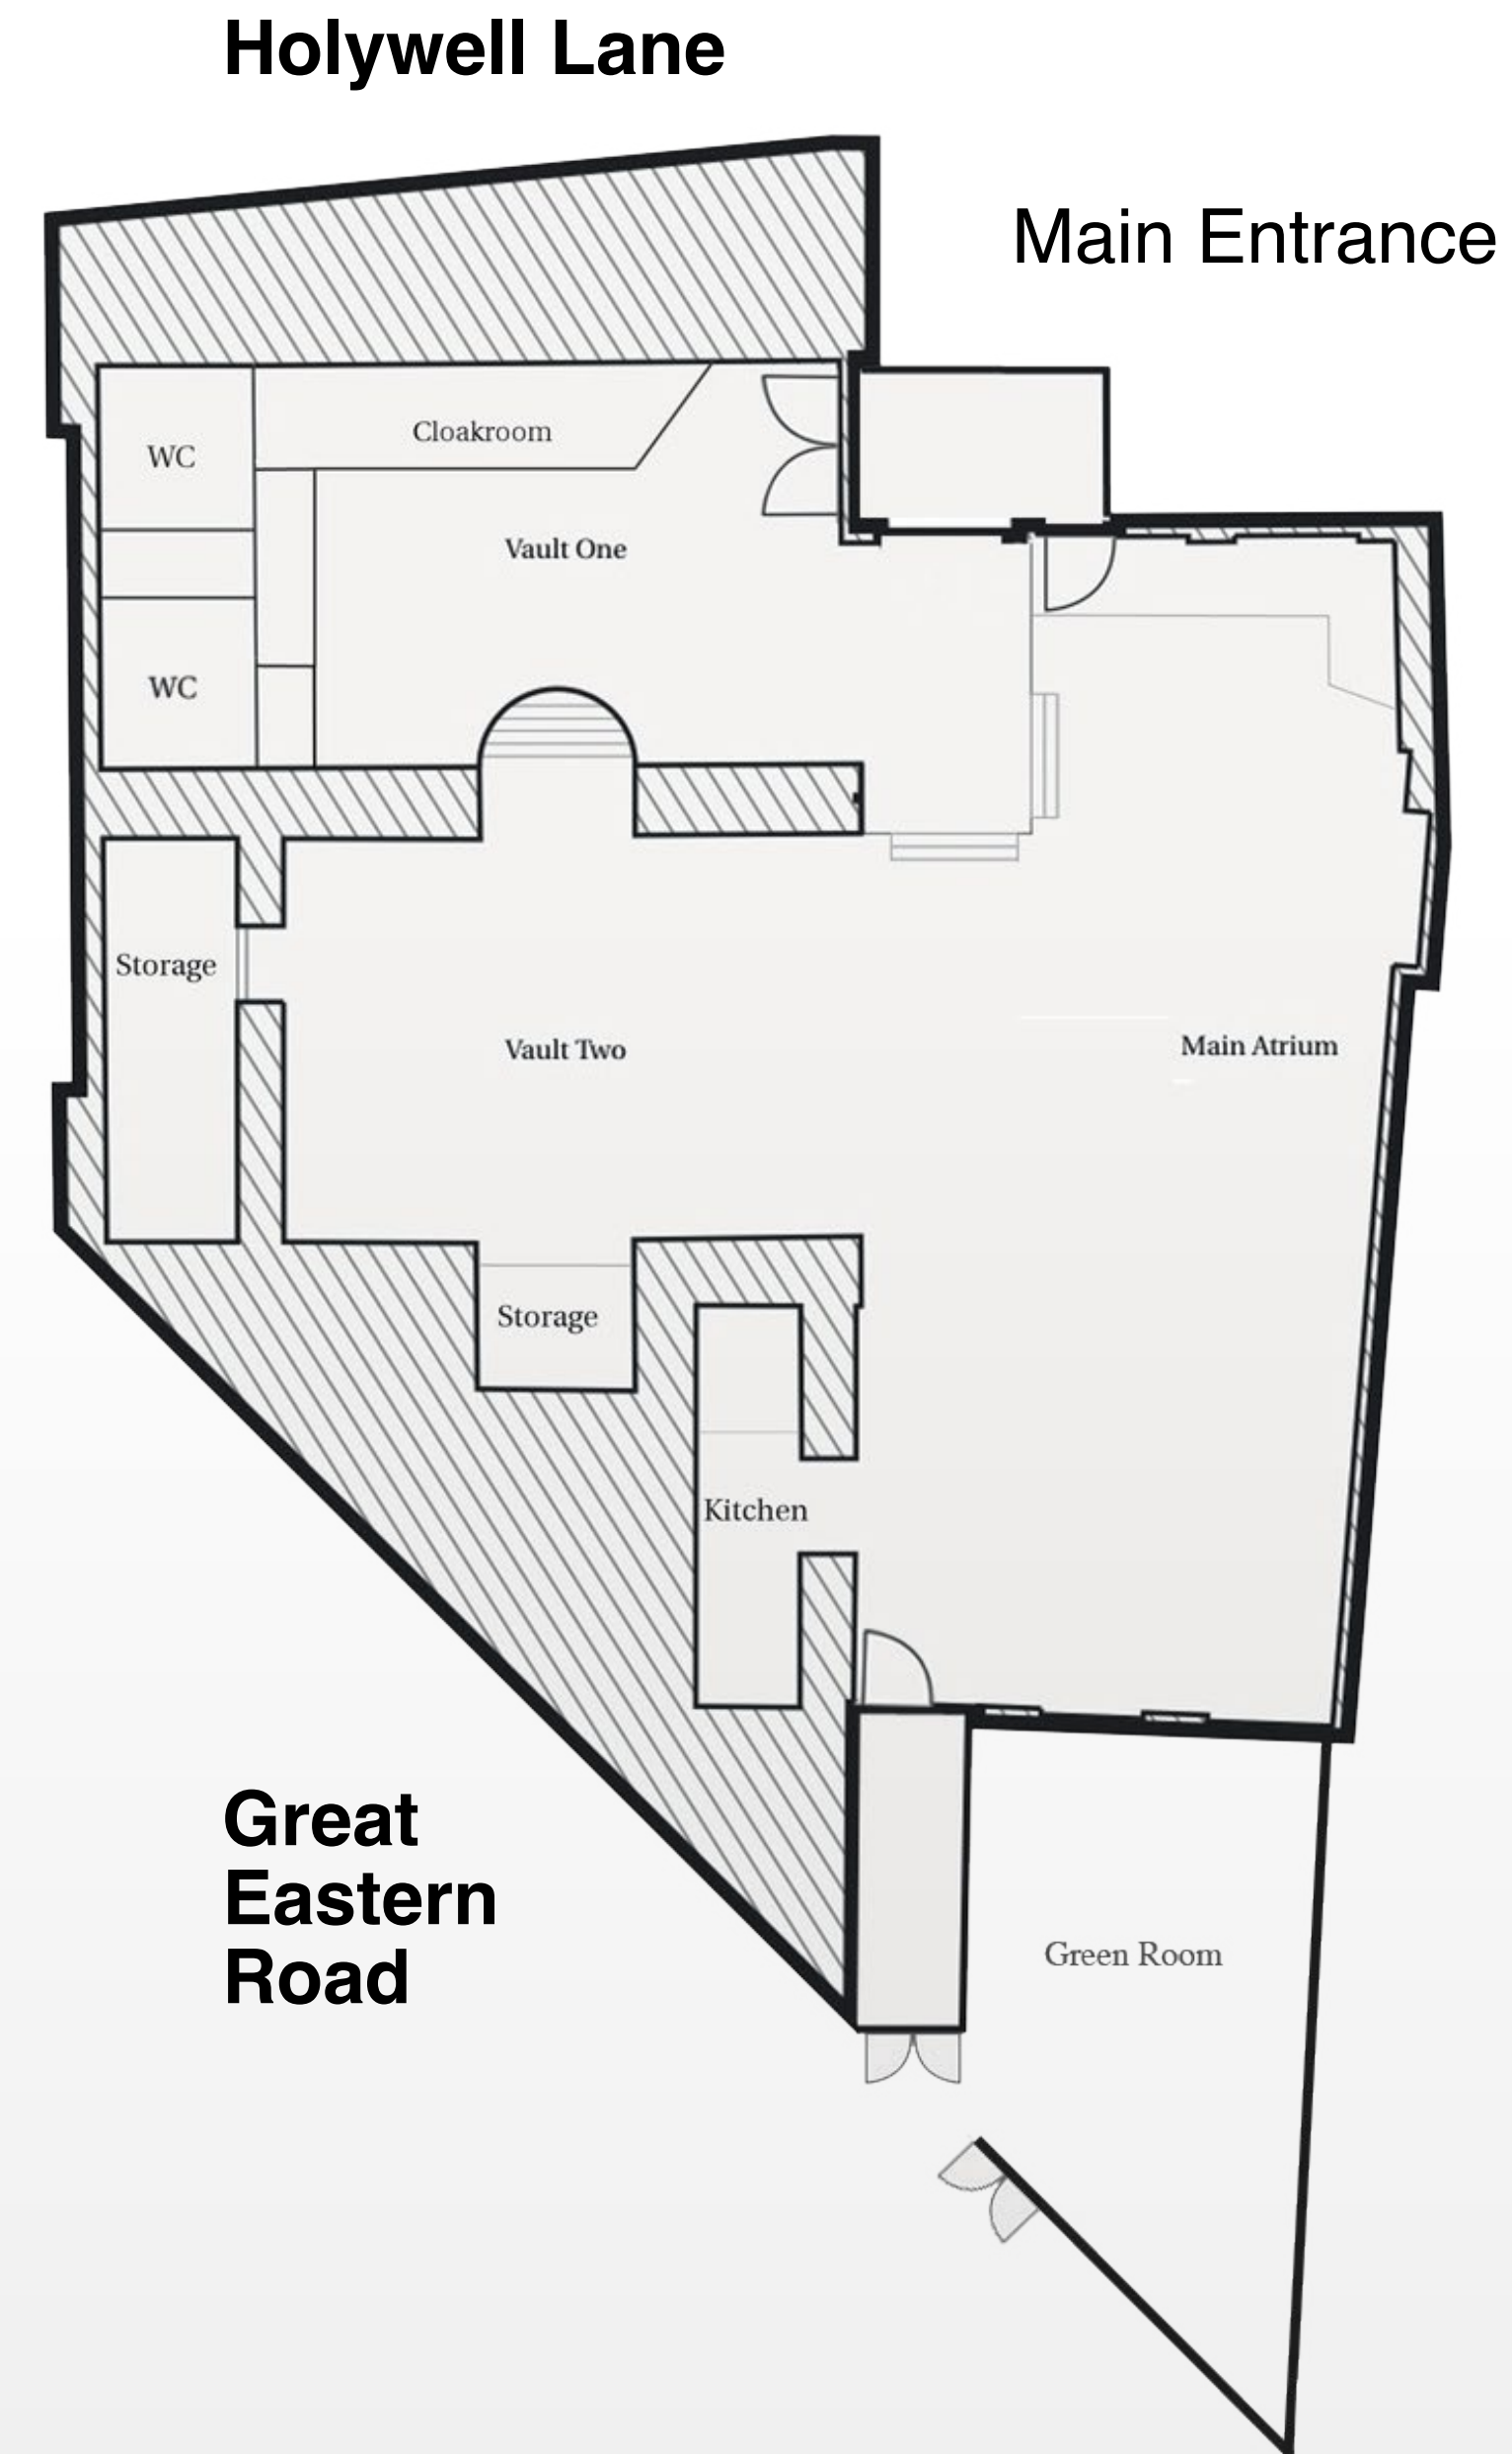 Holywell Lane
Main Entrance
Cloakroom
WC
Vault One
WC
Storage
Vault Two
Main Atrium
Storage
Kitchen
Great
Eastern
Road
Green Room